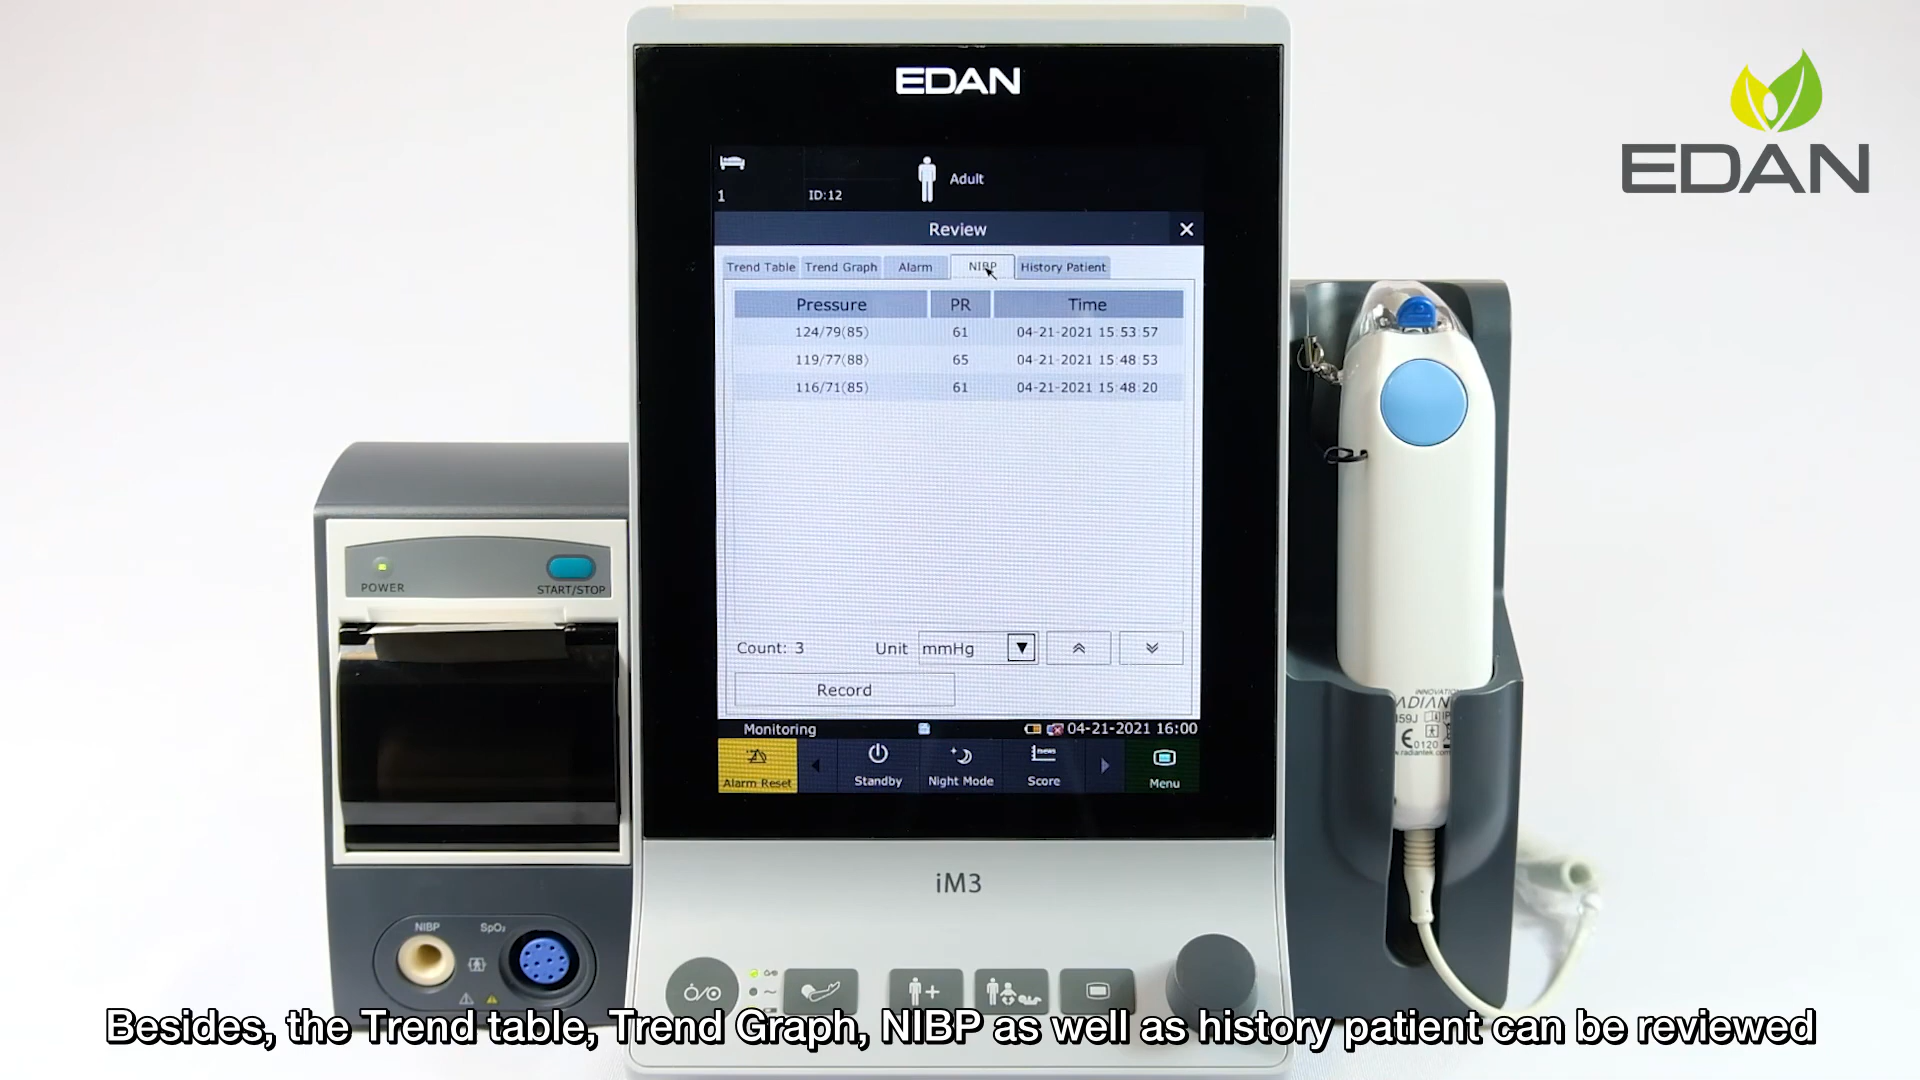 EDAN
EDAN
Adult
1
ID:12
Review
Trend Table
Trend Graph
Alarm
NIBP
History Patient
Pressure PR Time
124/79(85) 61 04-21-2021 15:53:57
119/77(88) 65 04-21-2021 15:48:53
116/71(85) 61 04-21-2021 15:48:20
Count: 3 Unit mmHg
Record
Monitoring 04-21-2021 16:00
Alarm Reset
Standby
Night Mode
Score
Menu
POWER
START/STOP
iM3
NIBP
SpO₂
CE0120
Besides, the Trend table, Trend Graph, NIBP as well as history patient can be reviewed